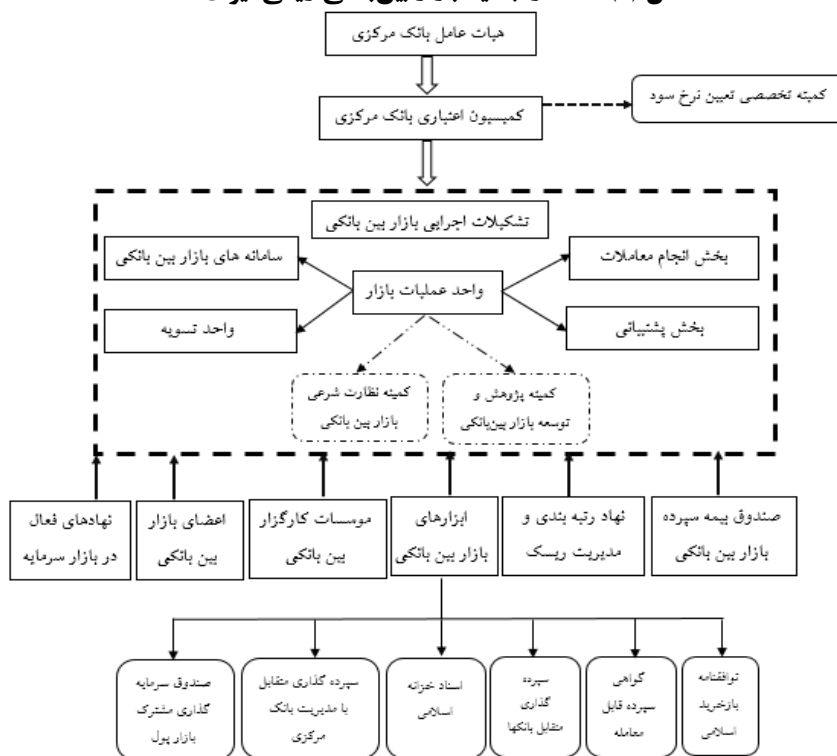 هیات عامل بانک مرکزی
کمیته تخصصی تعیین نرخ سود
کمیسیون اعتباری بانک مرکزی
تشکیلات اجرایی بازار بین بانکی
بخش انجام معاملات
سامانه های بازار بین بانکی
واحد عملیات بازار
بخش پشتیبانی
واحد تسویه
کمیته پژوهش و
توسعه بازار بین‌بانکی
کمیته نظارت شرعی
بازار بین بانکی
صندوق بیمه سپرده
بازار بین بانکی
نهاد رتبه بندی و
مدیریت ریسک
ابزارهای
بازار بین بانکی
موسسات کارگزار
بین بانکی
اعضای بازار
بین بانکی
نهادهای فعال
در بازار سرمایه
توافقنامه
بازخرید
اسلامی
گواهی
سپرده قابل
معامله
سپرده
گذاری
متقابل بانکها
اسناد خزانه
اسلامی
سپرده گذاری متقابل
با مدیریت بانک
مرکزی
صندوق سرمایه
گذاری مشترک
بازار پول